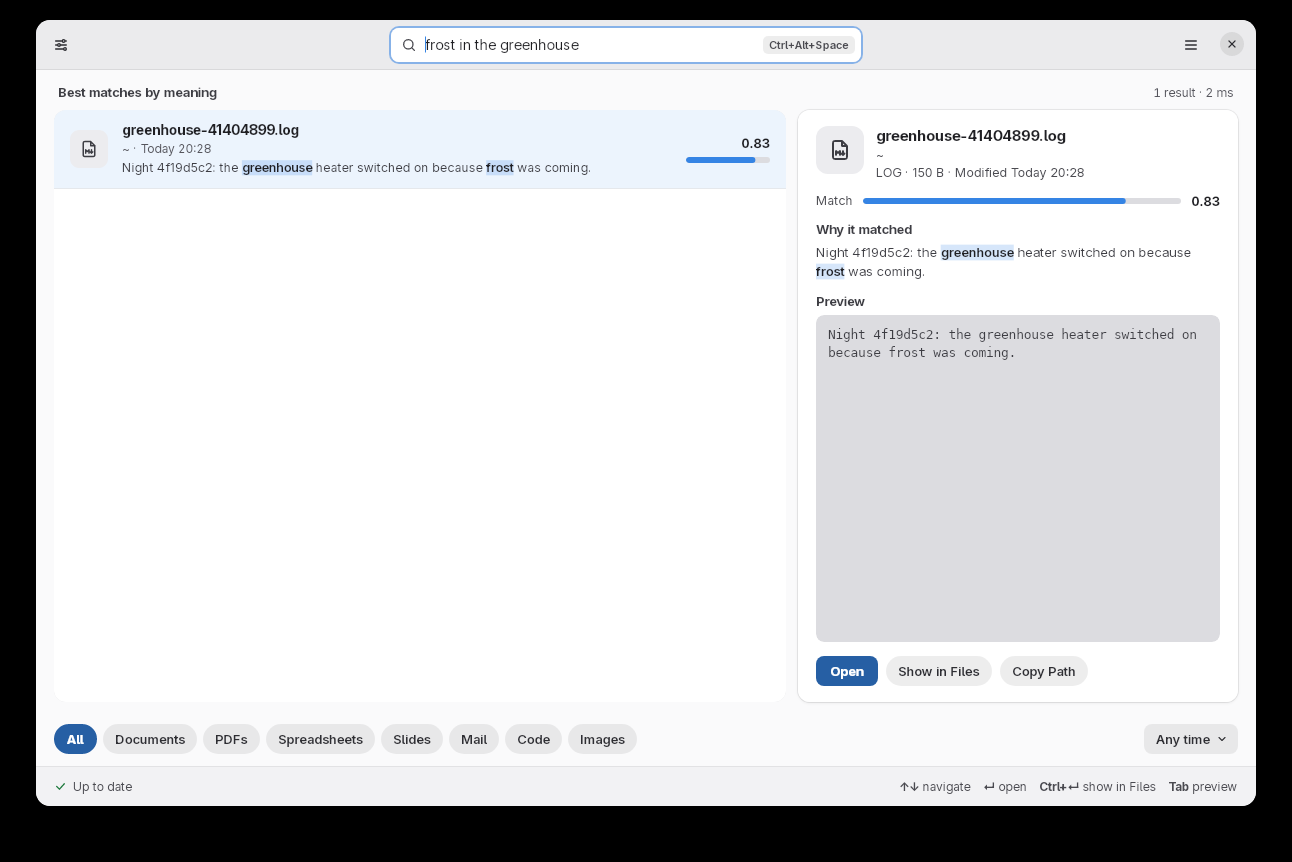 frost in the greenhouse
Ctrl+Alt+Space
Best matches by meaning
1 result · 2 ms
greenhouse-41404899.log
~ · Today 20:28
Night 4f19d5c2: the greenhouse heater switched on because frost was coming.
0.83
greenhouse-41404899.log
~
LOG · 150 B · Modified Today 20:28
Match
0.83
Why it matched
Night 4f19d5c2: the greenhouse heater switched on because
frost was coming.
Preview
Night 4f19d5c2: the greenhouse heater switched on
because frost was coming.
Open
Show in Files
Copy Path
All
Documents
PDFs
Spreadsheets
Slides
Mail
Code
Images
Any time
Up to date
↑↓ navigate
↵ open
Ctrl+↵ show in Files
Tab preview